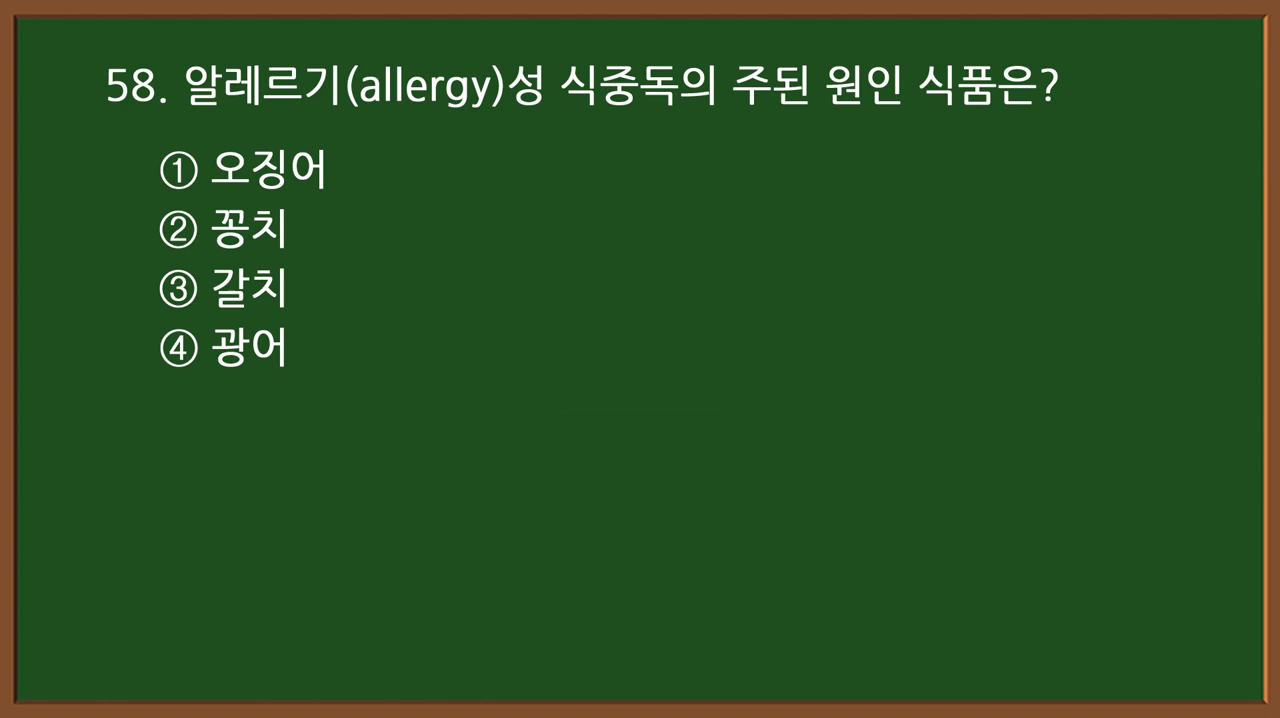 58. 알레르기(allergy)성 식중독의 주된 원인 식품은?
① 오징어
② 꽁치
③ 갈치
④ 광어